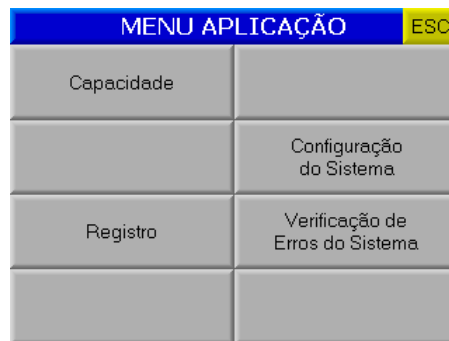 MENU APLICAÇÃO
ESC
Capacidade
Configuração
do Sistema
Registro
Verificação de
Erros do Sistema